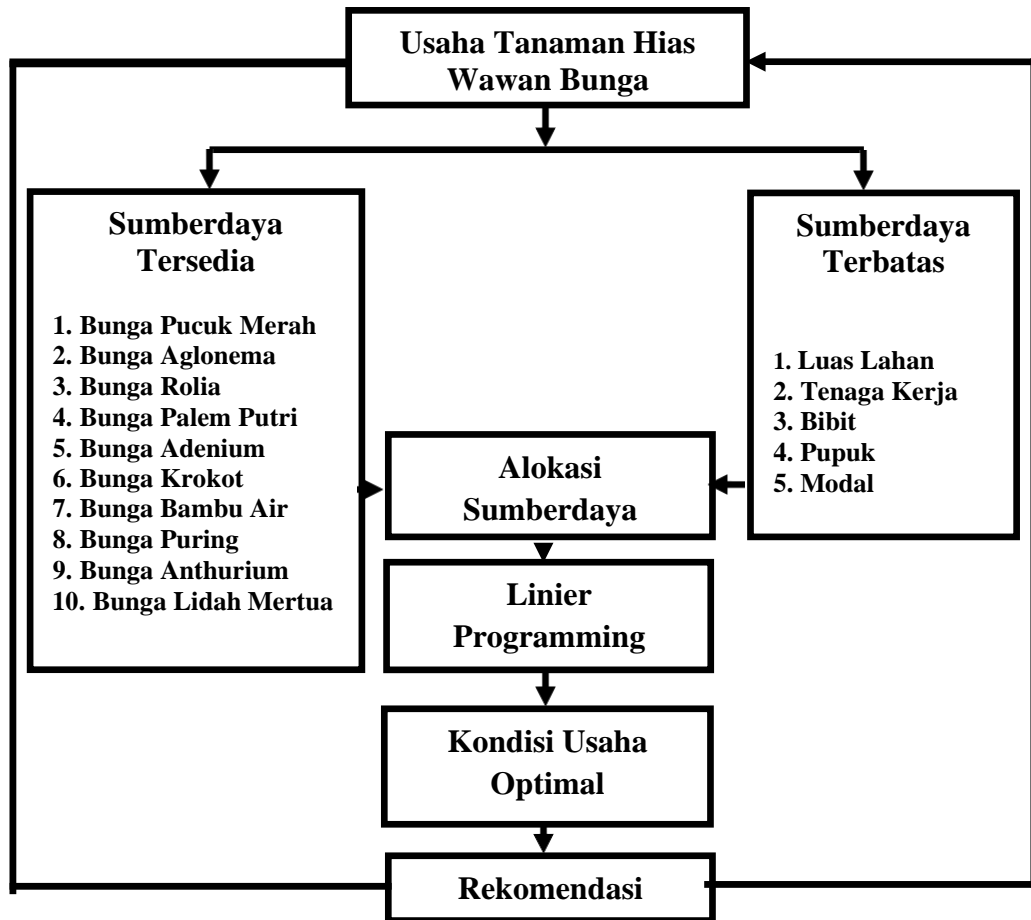 Usaha Tanaman Hias
Wawan Bunga
Sumberdaya
Tersedia
1. Bunga Pucuk Merah
2. Bunga Aglonema
3. Bunga Rolia
4. Bunga Palem Putri
5. Bunga Adenium
6. Bunga Krokot
7. Bunga Bambu Air
8. Bunga Puring
9. Bunga Anthurium
10. Bunga Lidah Mertua
Sumberdaya
Terbatas
1. Luas Lahan
2. Tenaga Kerja
3. Bibit
4. Pupuk
5. Modal
Alokasi
Sumberdaya
Linier
Programming
Kondisi Usaha
Optimal
Rekomendasi